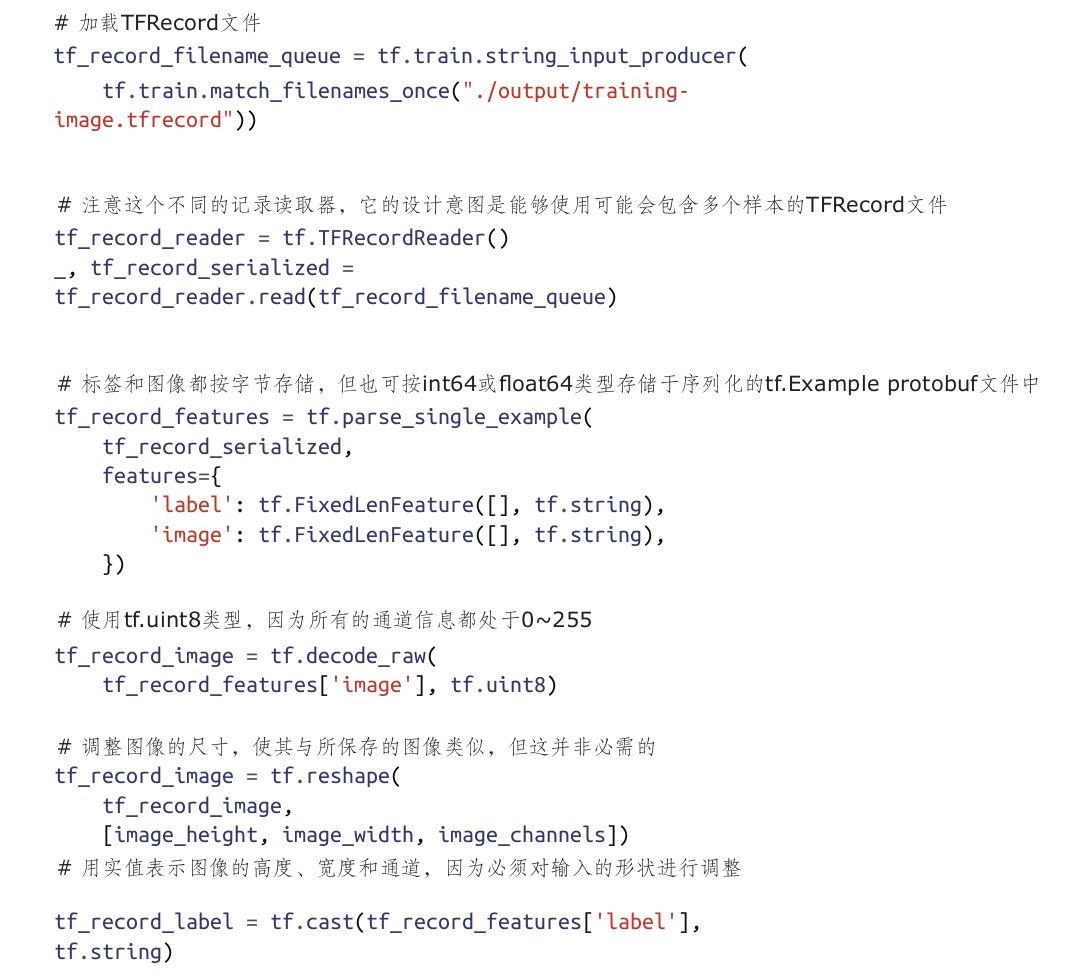 # 加载TFRecord文件
tf_record_filename_queue = tf.train.string_input_producer(
    tf.train.match_filenames_once("./output/training-
image.tfrecord"))
# 注意这个不同的记录读取器，它的设计意图是能够使用可能会包含多个样本的TFRecord文件
tf_record_reader = tf.TFRecordReader()
_, tf_record_serialized =
tf_record_reader.read(tf_record_filename_queue)
# 标签和图像都按字节存储，但也可按int64或float64类型存储于序列化的tf.Example protobuf文件中
tf_record_features = tf.parse_single_example(
    tf_record_serialized,
    features={
        'label': tf.FixedLenFeature([], tf.string),
        'image': tf.FixedLenFeature([], tf.string),
    })
# 使用tf.uint8类型，因为所有的通道信息都处于0~255
tf_record_image = tf.decode_raw(
    tf_record_features['image'], tf.uint8)
# 调整图像的尺寸，使其与所保存的图像类似，但这并非必需的
tf_record_image = tf.reshape(
    tf_record_image,
    [image_height, image_width, image_channels])
# 用实值表示图像的高度、宽度和通道，因为必须对输入的形状进行调整
tf_record_label = tf.cast(tf_record_features['label'],
tf.string)